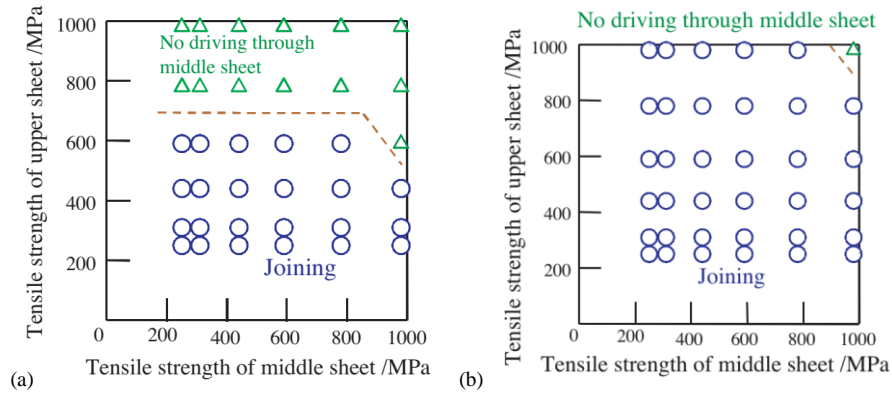 Tensile strength of upper sheet /MPa
1000
800
600
400
200
No driving through
middle sheet
Joining
0
200
400
600
800
1000
Tensile strength of middle sheet /MPa
(a)
No driving through middle sheet
Tensile strength of upper sheet /MPa
1000
800
600
400
200
Joining
0
200
400
600
800
1000
Tensile strength of middle sheet /MPa
(b)